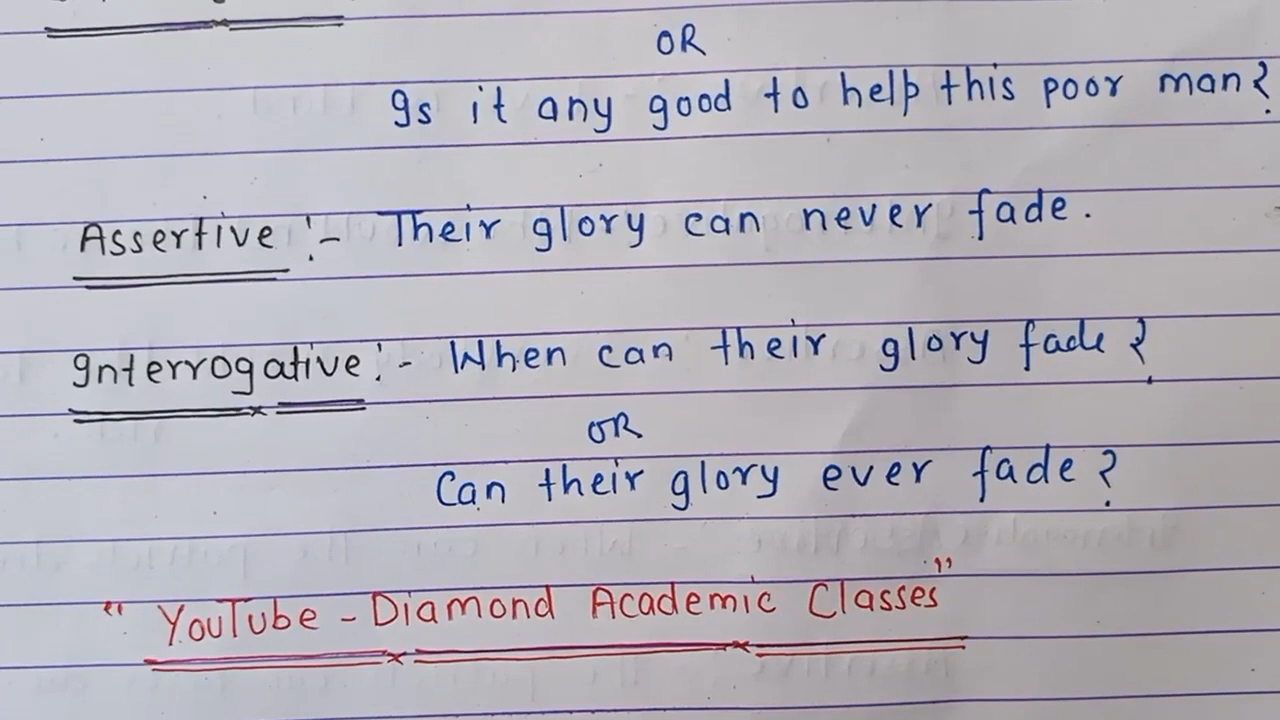 OR
Is it any good to help this poor man?
Assertive :- Their glory can never fade.
Interrogative :- When can their glory fade?
OR
Can their glory ever fade?
"YouTube - Diamond Academic Classes"